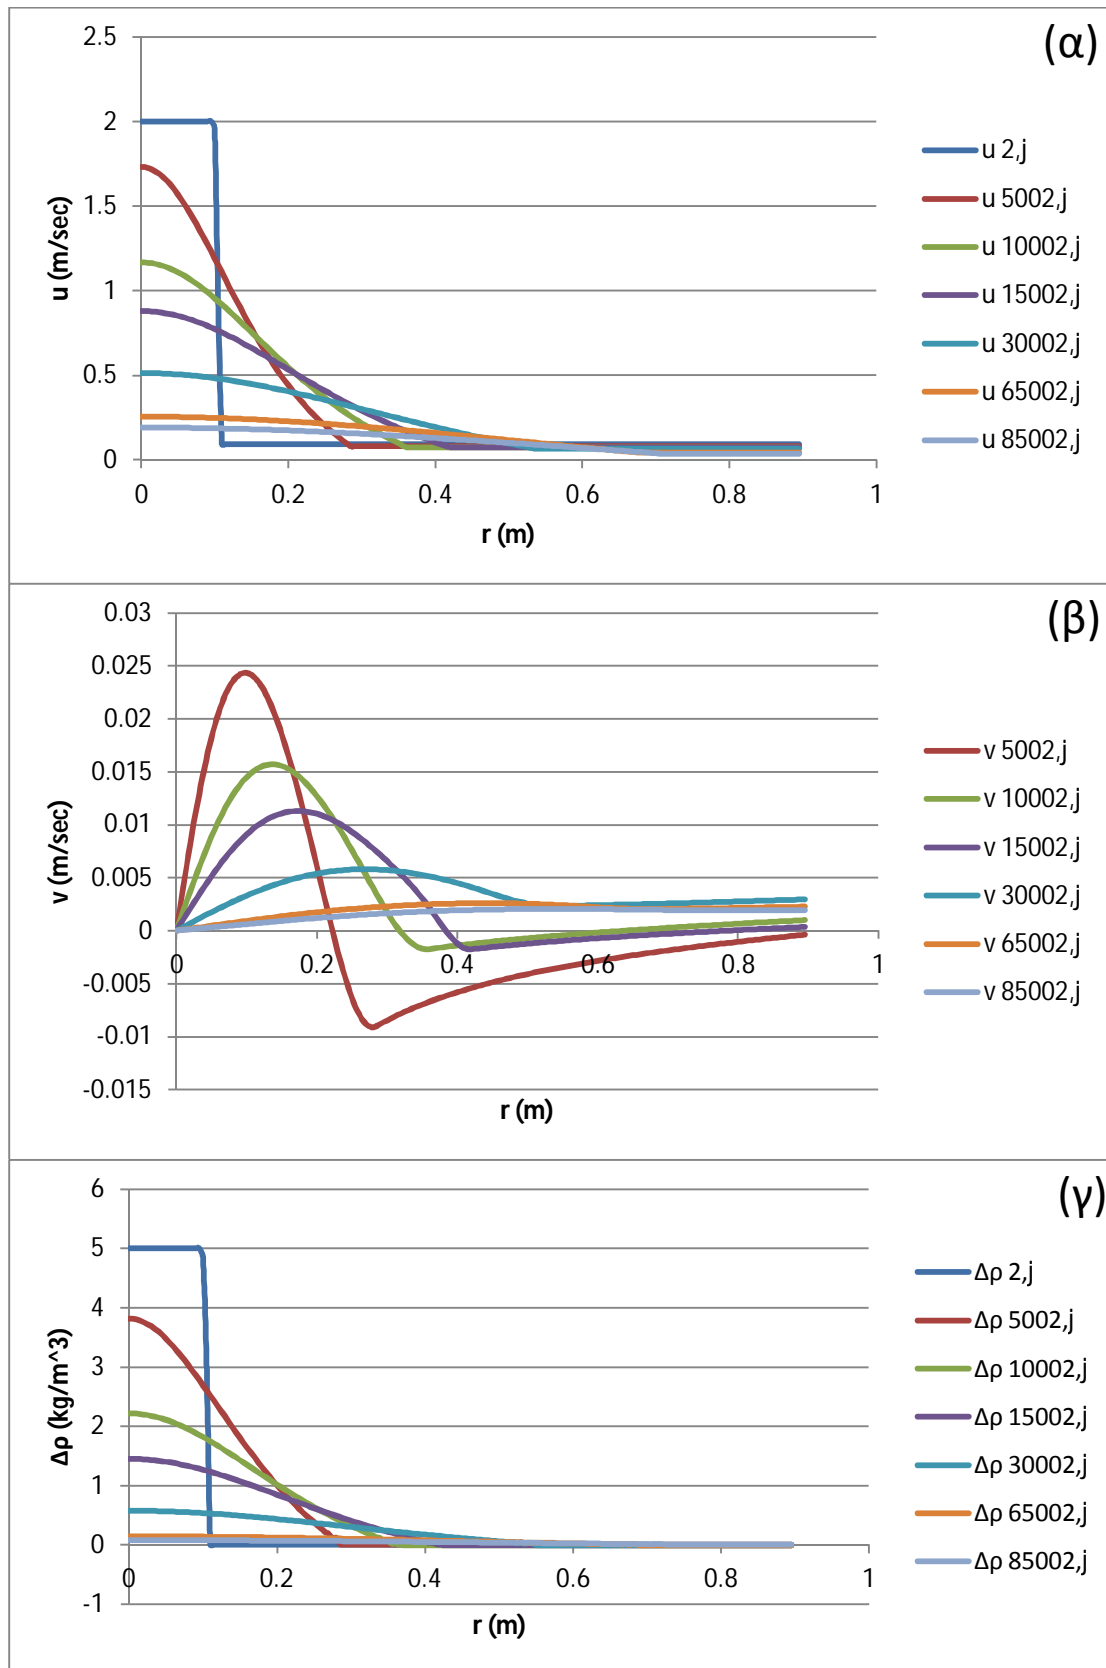 (α)
2.5
2
1.5
1
0.5
0
u (m/sec)
0 0.2 0.4 0.6 0.8 1
r (m)
u 2,j
u 5002,j
u 10002,j
u 15002,j
u 30002,j
u 65002,j
u 85002,j
(β)
0.03
0.025
0.02
0.015
0.01
0.005
0
-0.005
-0.01
-0.015
v (m/sec)
0 0.2 0.4 0.6 0.8 1
r (m)
v 5002,j
v 10002,j
v 15002,j
v 30002,j
v 65002,j
v 85002,j
(γ)
6
5
4
3
2
1
0
-1
Δρ (kg/m^3)
0 0.2 0.4 0.6 0.8 1
r (m)
Δρ 2,j
Δρ 5002,j
Δρ 10002,j
Δρ 15002,j
Δρ 30002,j
Δρ 65002,j
Δρ 85002,j